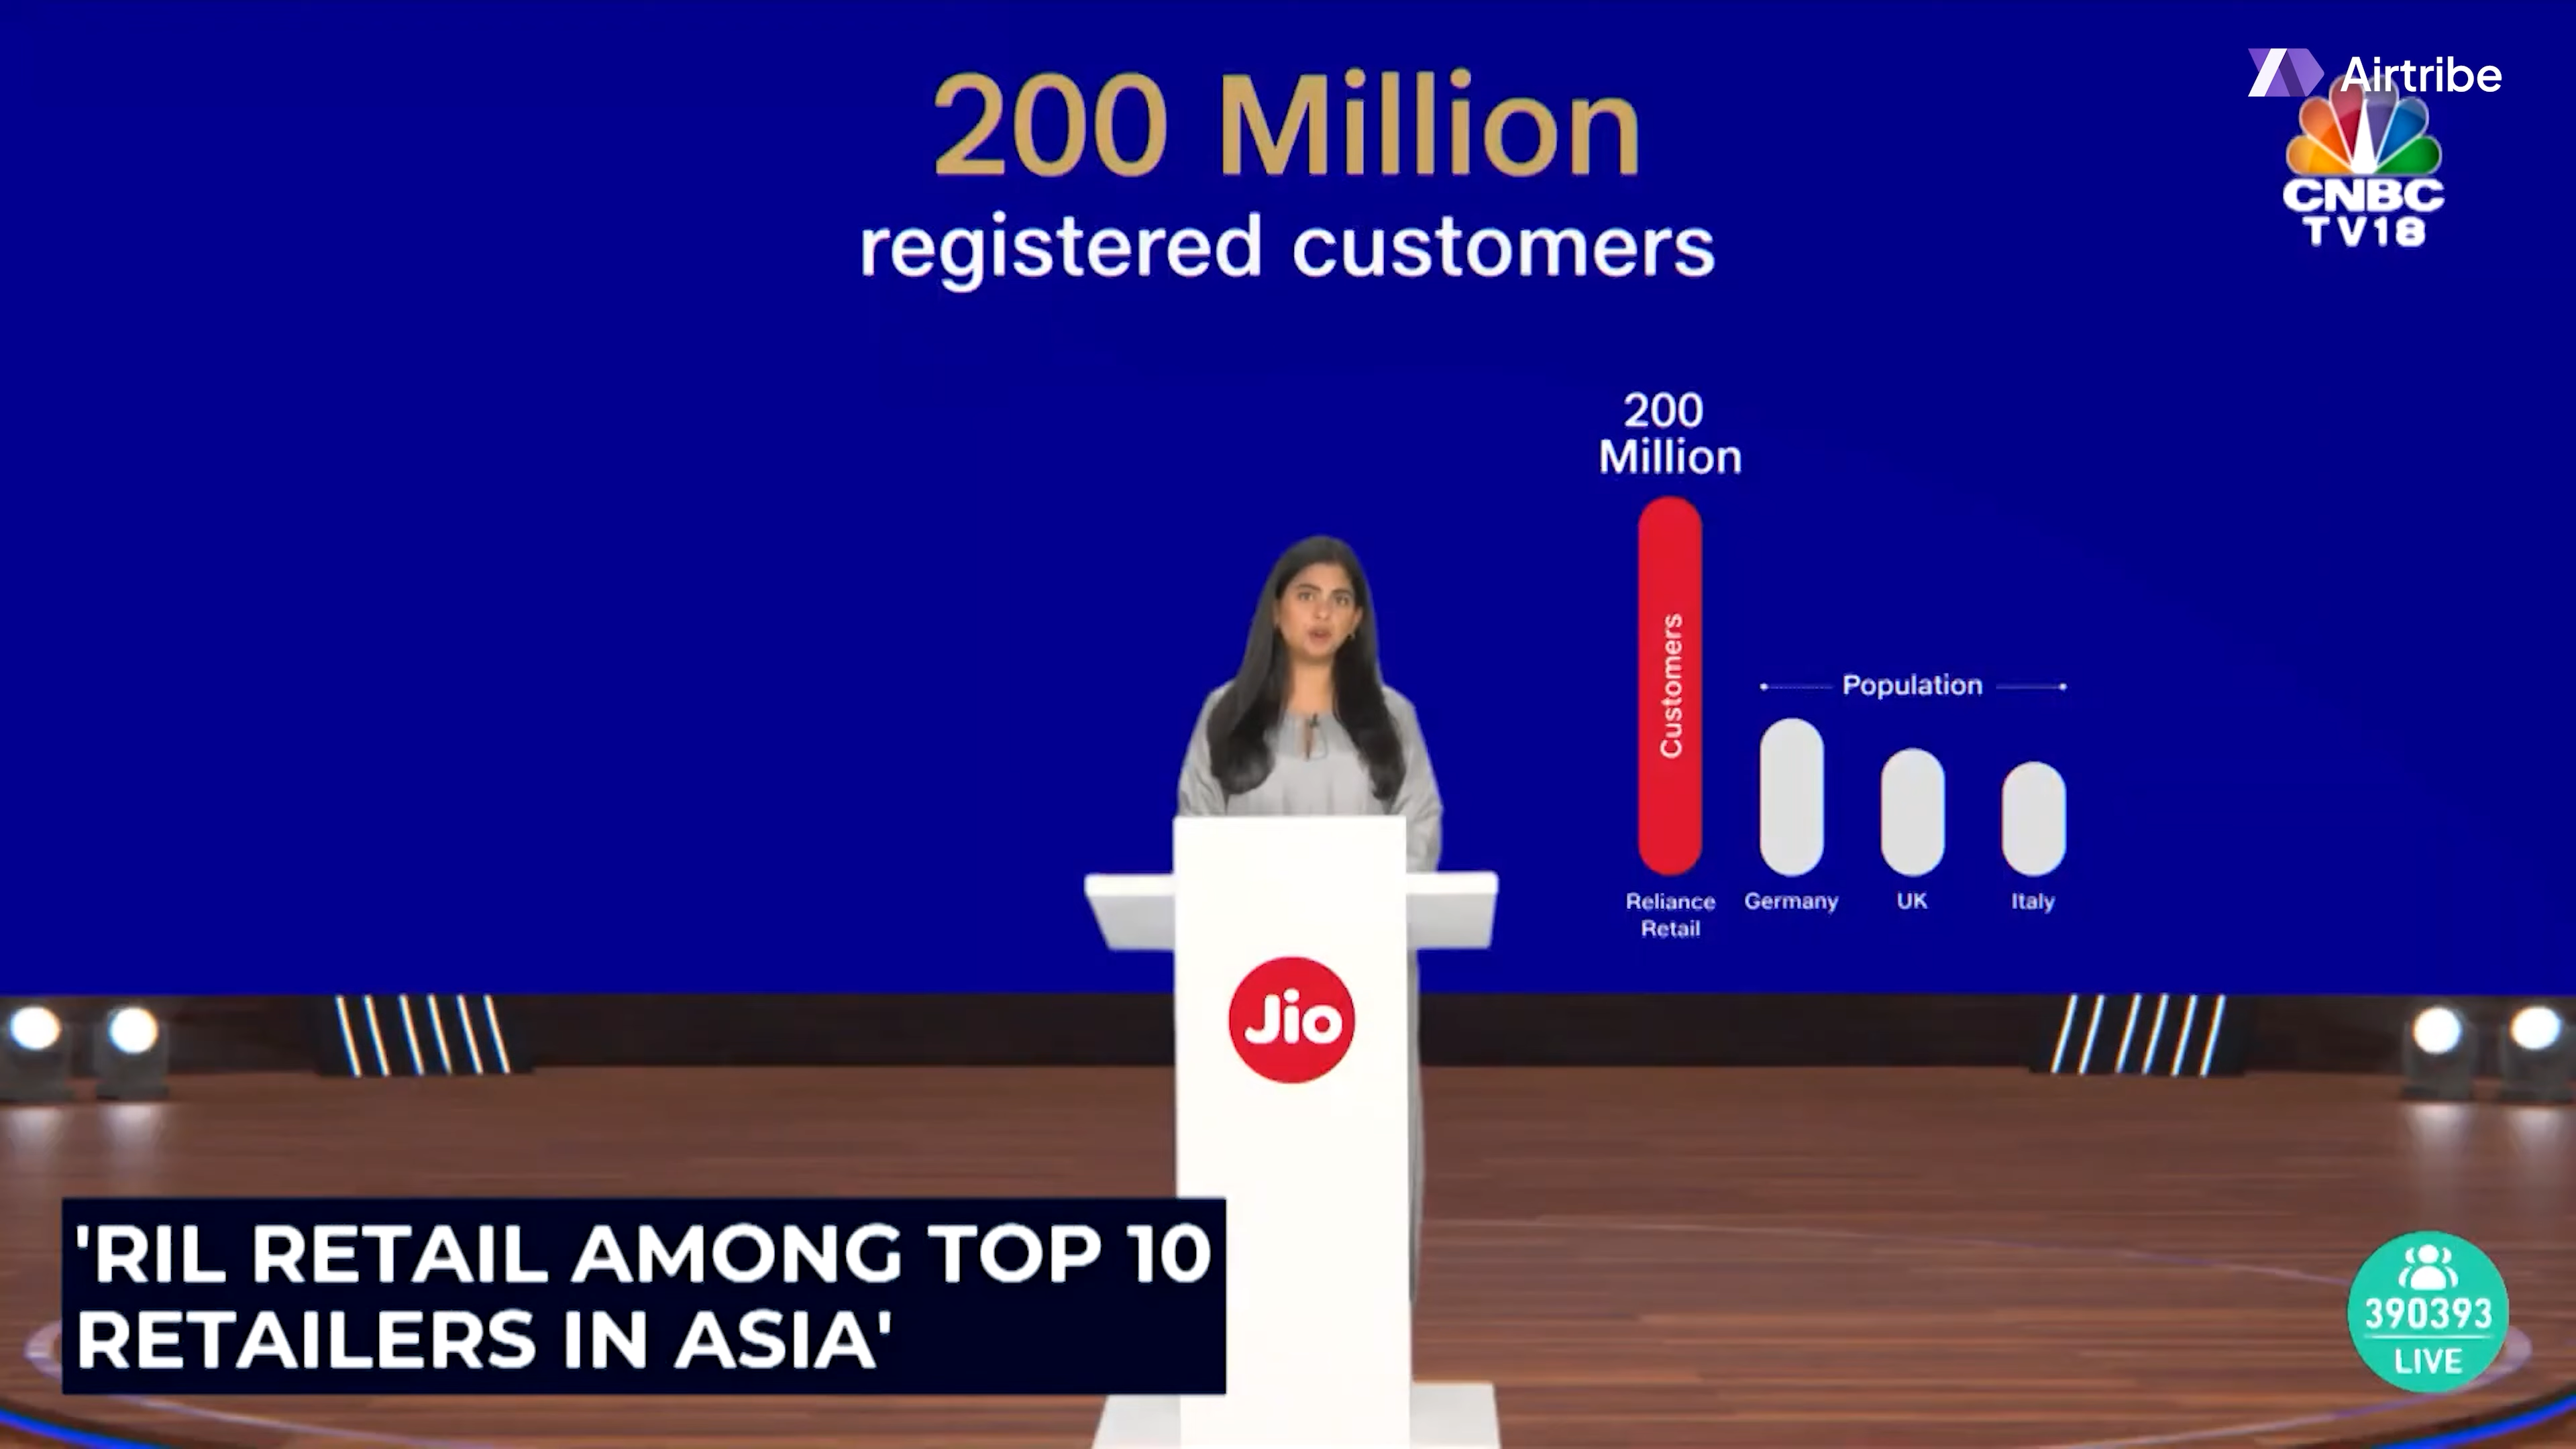 Airtribe
200 Million
registered customers
CNBC
TV18
200
Million
Customers
Population
Reliance
Retail
Germany
UK
Italy
Jio
'RIL RETAIL AMONG TOP 10
RETAILERS IN ASIA'
390393
LIVE